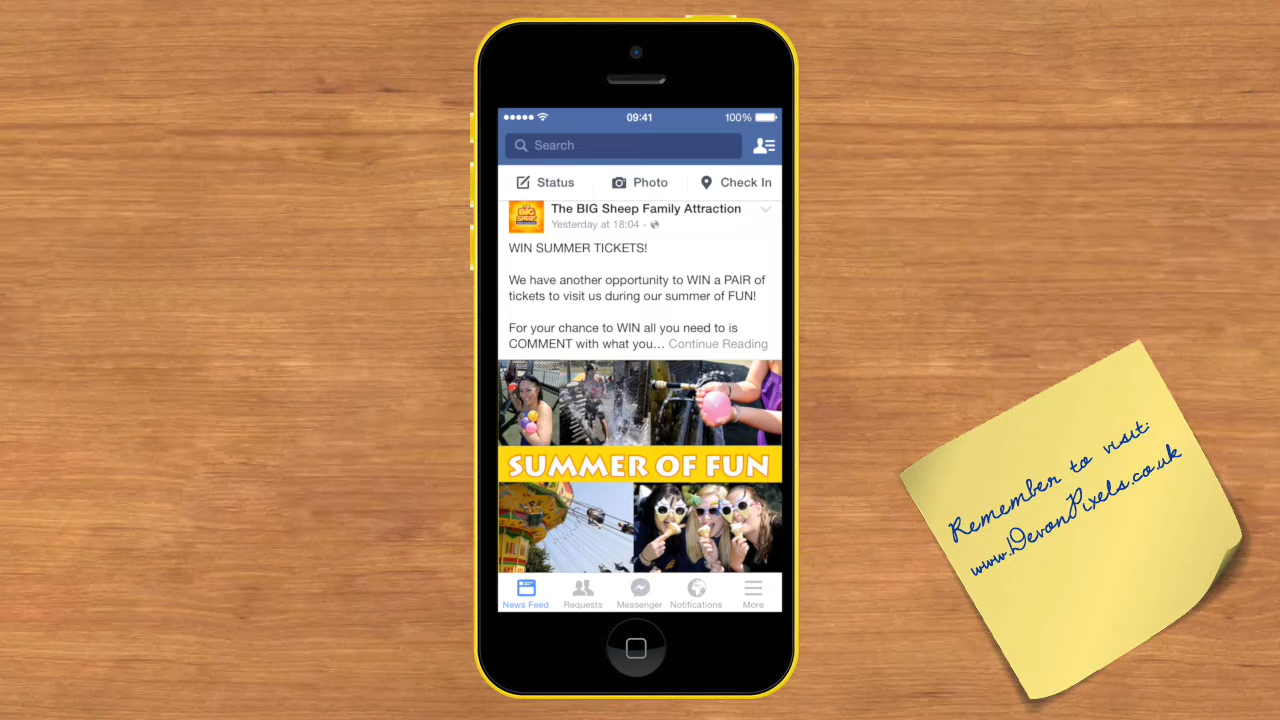 09:41
100%
Search
Status
Photo
Check In
THE BIG SHEEP
The BIG Sheep Family Attraction
Yesterday at 18:04 ·
WIN SUMMER TICKETS!
We have another opportunity to WIN a PAIR of
tickets to visit us during our summer of FUN!
For your chance to WIN all you need to is
COMMENT with what you... Continue Reading
SUMMER OF FUN
News Feed
Requests
Messenger
Notifications
More
Remember to visit:
www.DevonPixels.co.uk